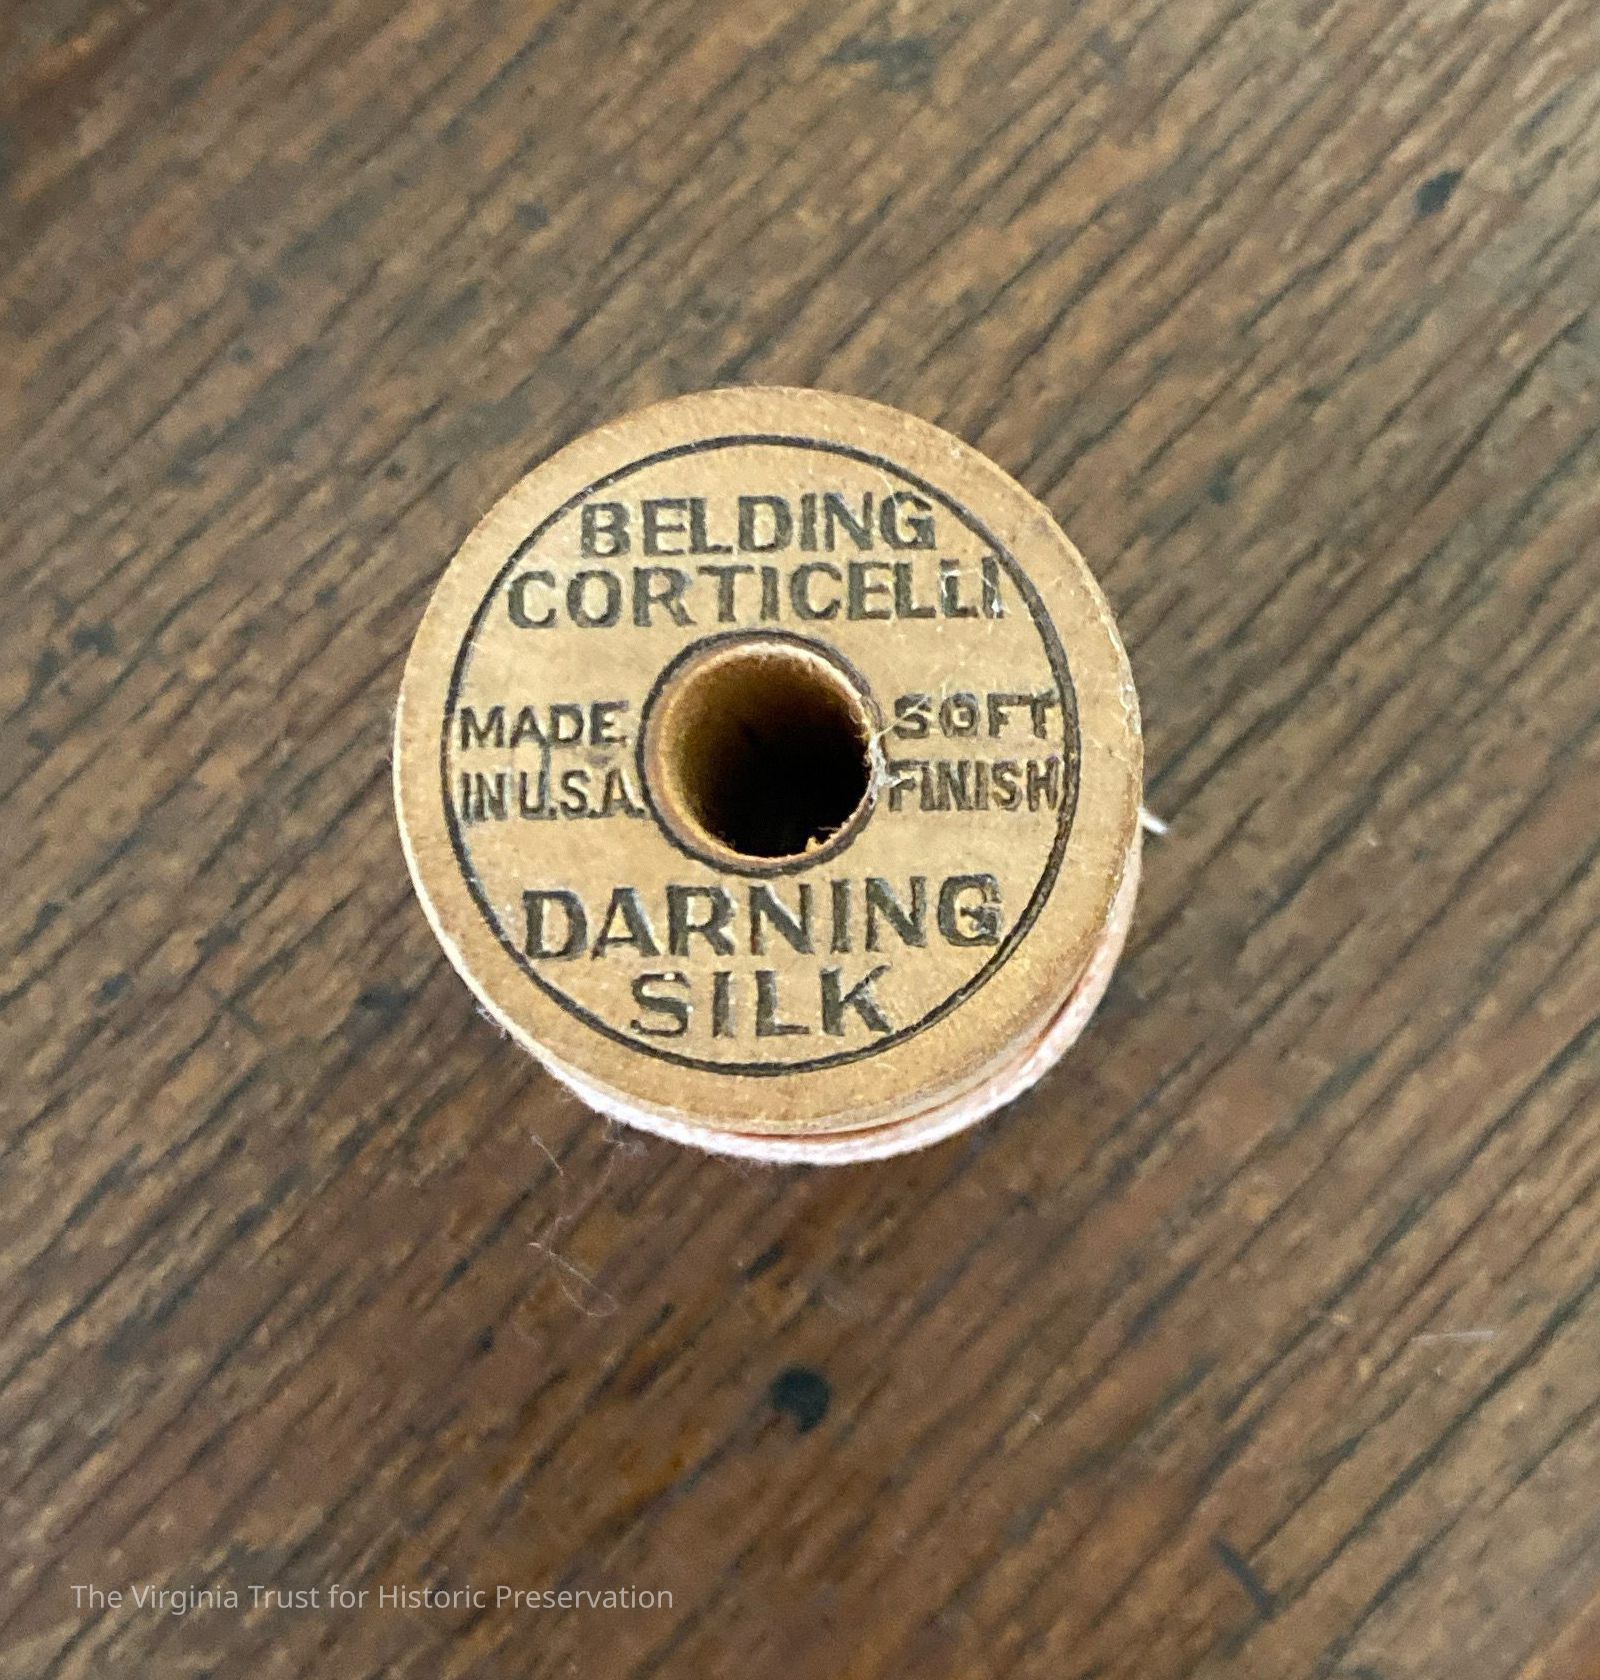 BELDING
CORTICELLI
MADE
IN U.S.A.
SOFT
FINISH
DARNING
SILK
The Virginia Trust for Historic Preservation